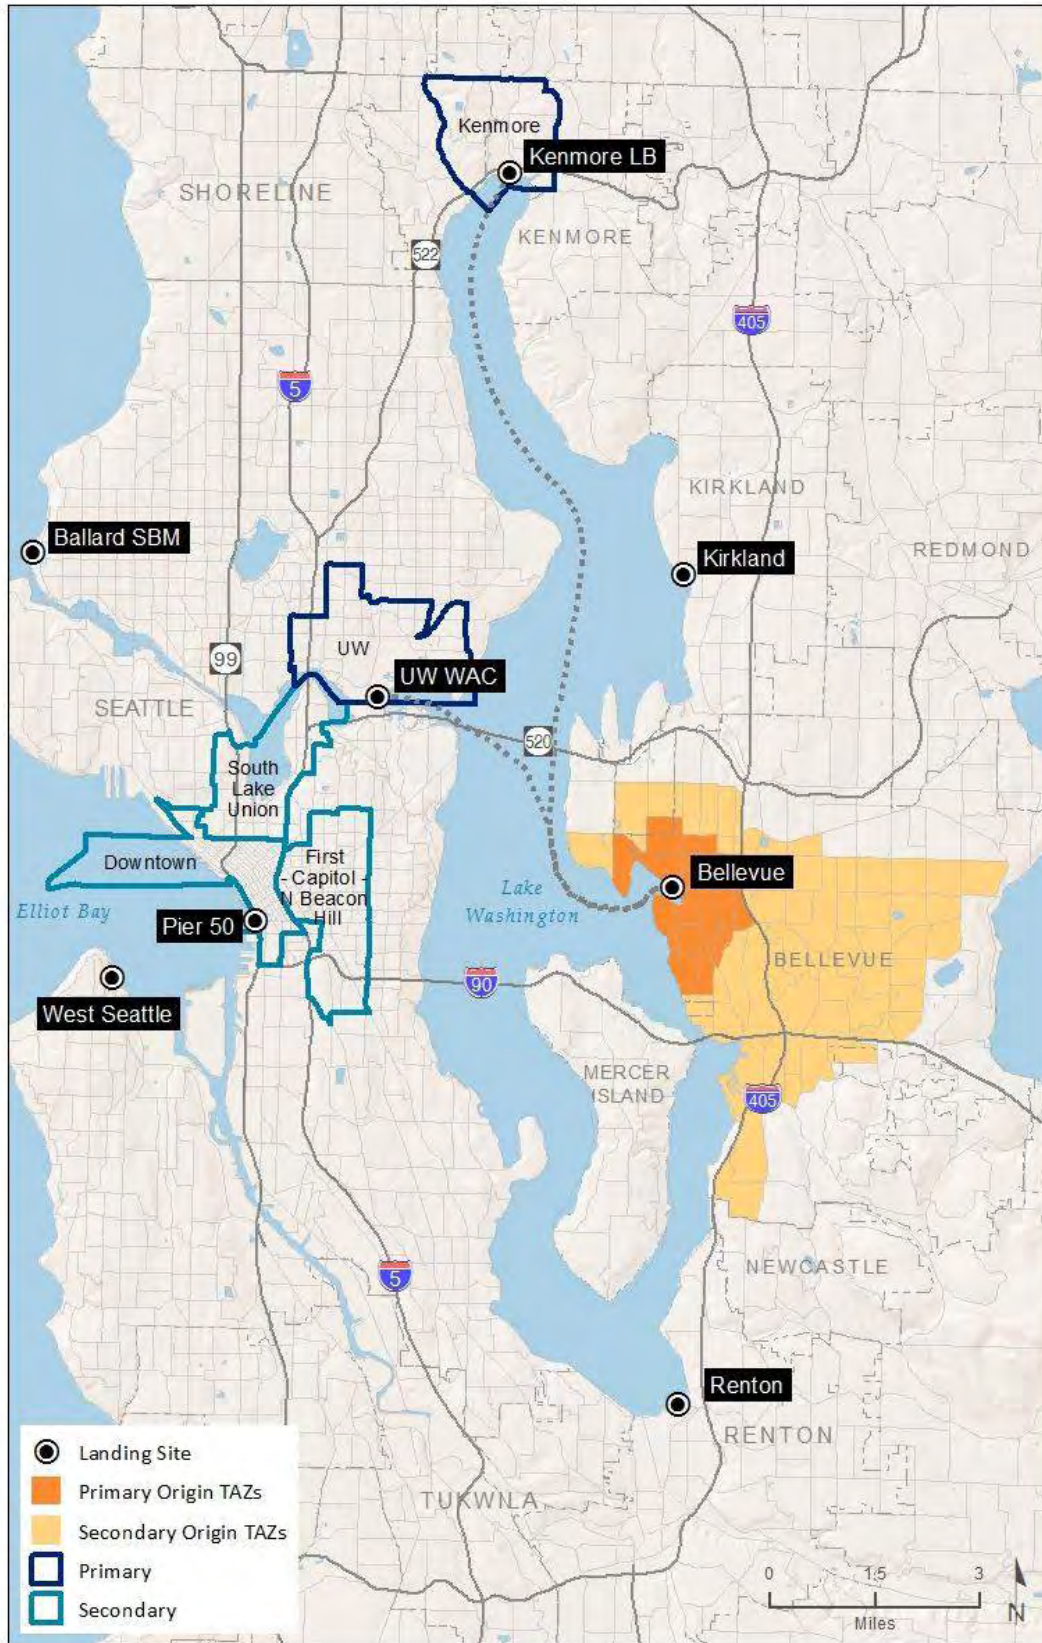 Kenmore
Kenmore LB
SHORELINE
KENMORE
522
405
5
KIRKLAND
Ballard SBM
REDMOND
Kirkland
UW
99
UW WAC
SEATTLE
520
South
Lake
Union
Downtown
First
- Capitol -
N Beacon
Hill
Bellevue
Lake
Washington
Elliot Bay
Pier 50
BELLEVUE
West Seattle
90
MERCER
ISLAND
405
5
NEWCASTLE
Renton
RENTON
TUKWILA
Landing Site
Primary Origin TAZs
Secondary Origin TAZs
Primary
Secondary
0 1.5 3
Miles
N